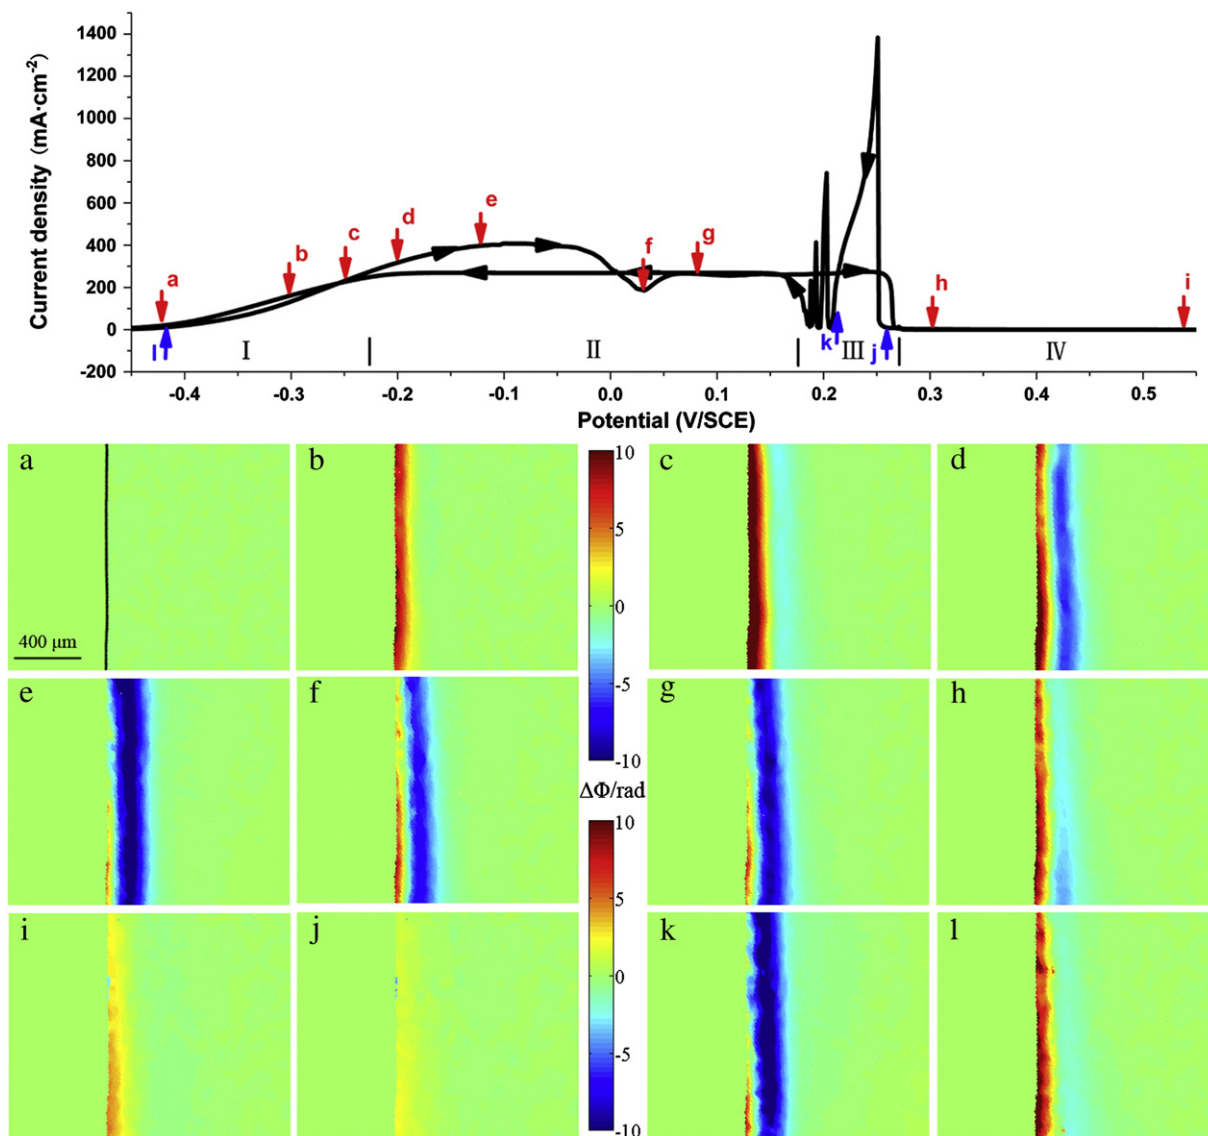 Current density (mA·cm-2)
1400
1200
1000
800
600
400
200
0
-200
a
b
c
d
e
f
g
h
i
l
k
j
I
II
III
IV
-0.4
-0.3
-0.2
-0.1
0.0
0.1
0.2
0.3
0.4
0.5
Potential (V/SCE)
a
400 μm
b
10
5
0
-5
-10
c
d
e
f
ΔΦ/rad
g
h
i
j
10
5
0
-5
-10
k
l